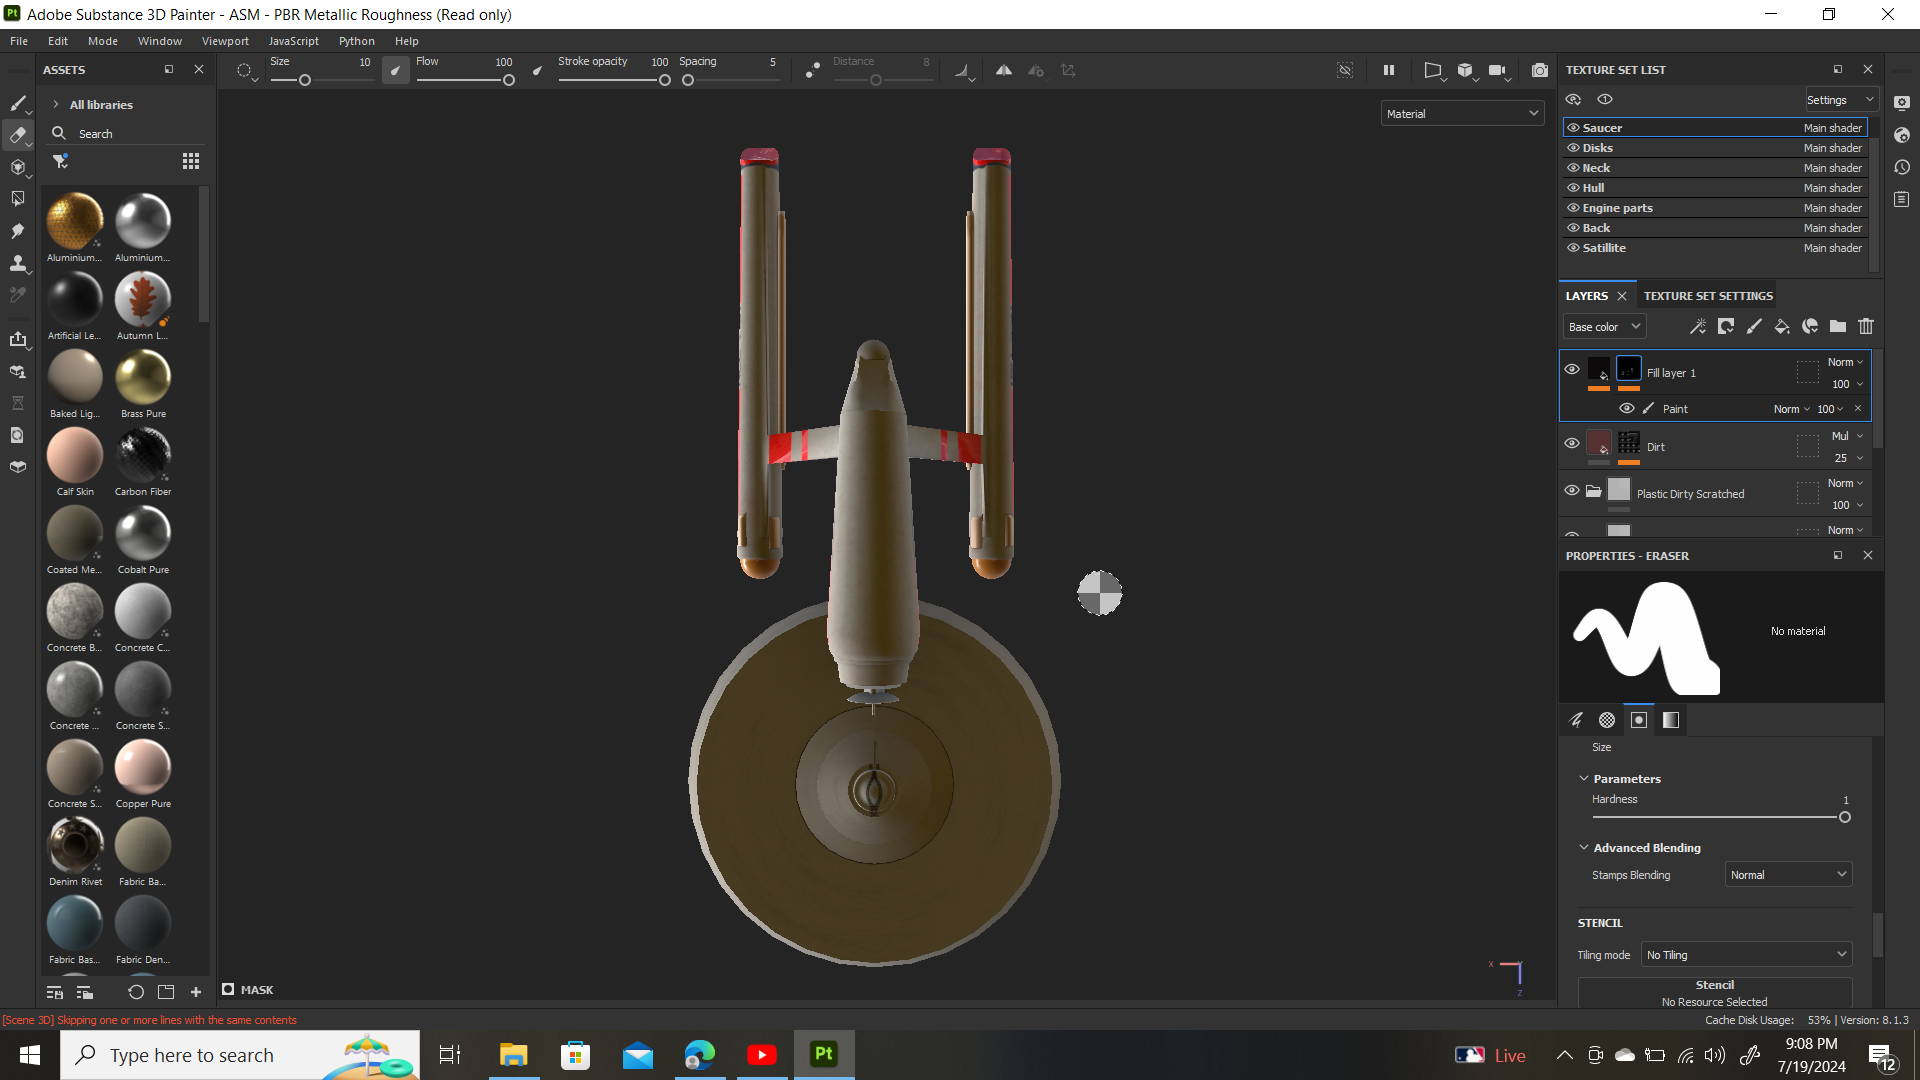 Pt Adobe Substance 3D Painter - ASM - PBR Metallic Roughness (Read only)
File Edit Mode Window Viewport JavaScript Python Help
ASSETS
Size 10 Flow 100 Stroke opacity 100 Spacing 5 Distance 8
All libraries
Search
Aluminium... Aluminium...
Artificial Le... Autumn L...
Baked Lig... Brass Pure
Calf Skin Carbon Fiber
Coated Me... Cobalt Pure
Concrete B... Concrete C...
Concrete ... Concrete S...
Concrete S... Copper Pure
Denim Rivet Fabric Ba...
Fabric Bas... Fabric Den...
Material
X
Y
Z
MASK
TEXTURE SET LIST
Settings
Saucer Main shader
Disks Main shader
Neck Main shader
Hull Main shader
Engine parts Main shader
Back Main shader
Satillite Main shader
LAYERS TEXTURE SET SETTINGS
Base color
Fill layer 1 Norm
100
Paint Norm 100
Dirt Mul
25
Plastic Dirty Scratched Norm
100
Norm
PROPERTIES - ERASER
No material
Size
Parameters
Hardness 1
Advanced Blending
Stamps Blending Normal
STENCIL
Tiling mode No Tiling
Stencil
No Resource Selected
[Scene 3D] Skipping one or more lines with the same contents
Cache Disk Usage: 53% | Version: 8.1.3
Type here to search
Pt
Live
9:08 PM
7/19/2024
12